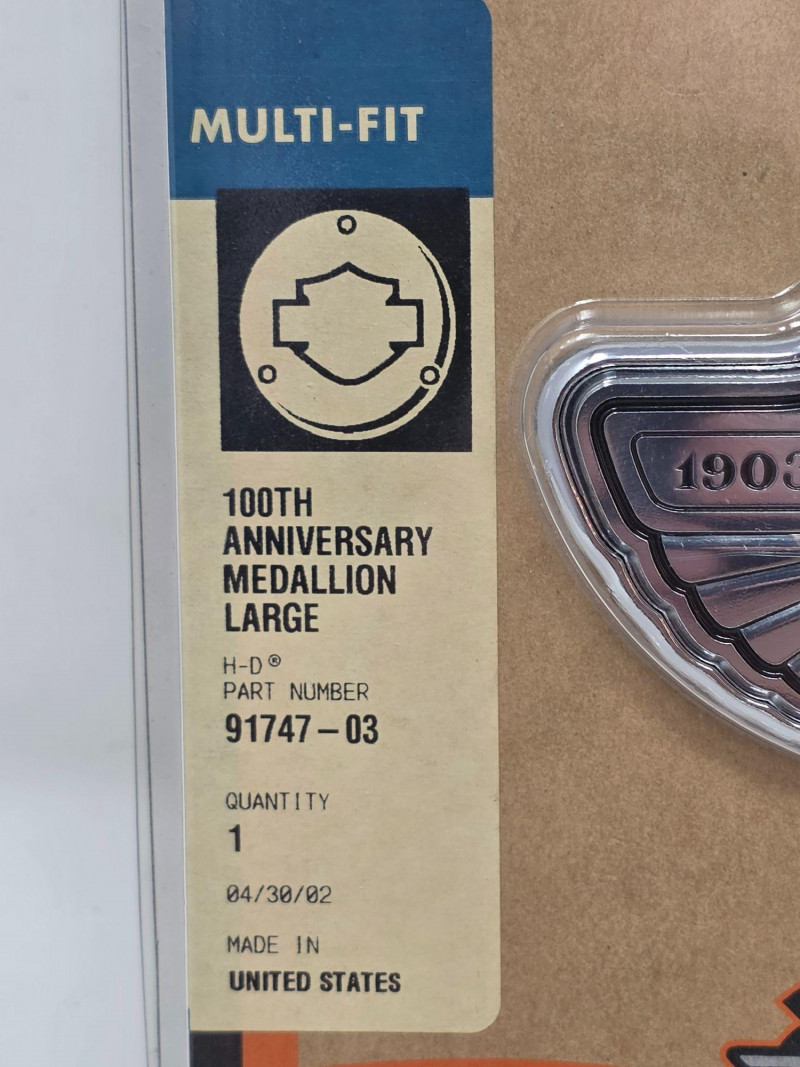 MULTI-FIT
100TH
ANNIVERSARY
MEDALLION
LARGE
H-D®
PART NUMBER
91747-03
QUANTITY
1
04/30/02
MADE IN
UNITED STATES
1903